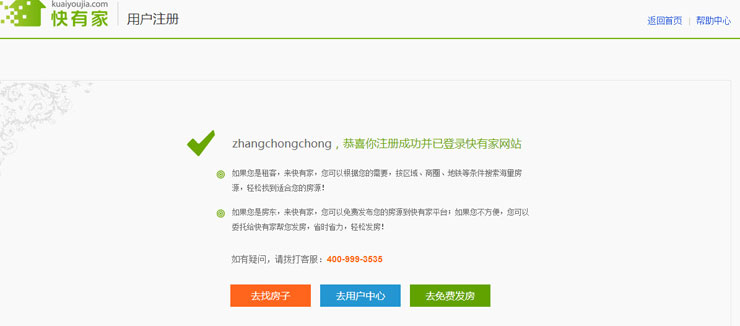 kuaiyoujia.com
快有家
用户注册
返回首页 | 帮助中心
zhangchongchong，恭喜你注册成功并已登录快有家网站
如果您是租客，来快有家，您可以根据您的需要，按区域、商圈、地铁等条件搜索海量房
源，轻松找到适合您的房源！
如果您是房东，来快有家，您可以免费发布您的房源到快有家平台；如果您不方便，您可以
委托给快有家帮您发房，省时省力，轻松发房！
如有疑问，请拨打客服：400-999-3535
去找房子 去用户中心 去免费发房